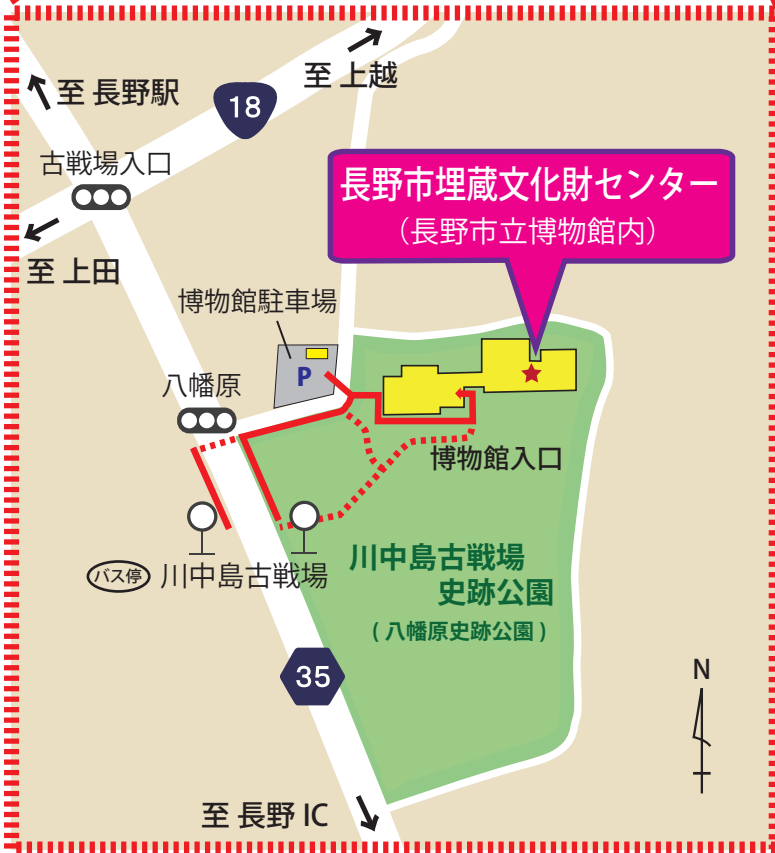 至 上越
至 長野駅
18
古戦場入口
長野市埋蔵文化財センター
（長野市立博物館内）
至 上田
博物館駐車場
P
八幡原
博物館入口
川中島古戦場
史跡公園
( 八幡原史跡公園 )
バス停 川中島古戦場
35
N
至 長野 IC